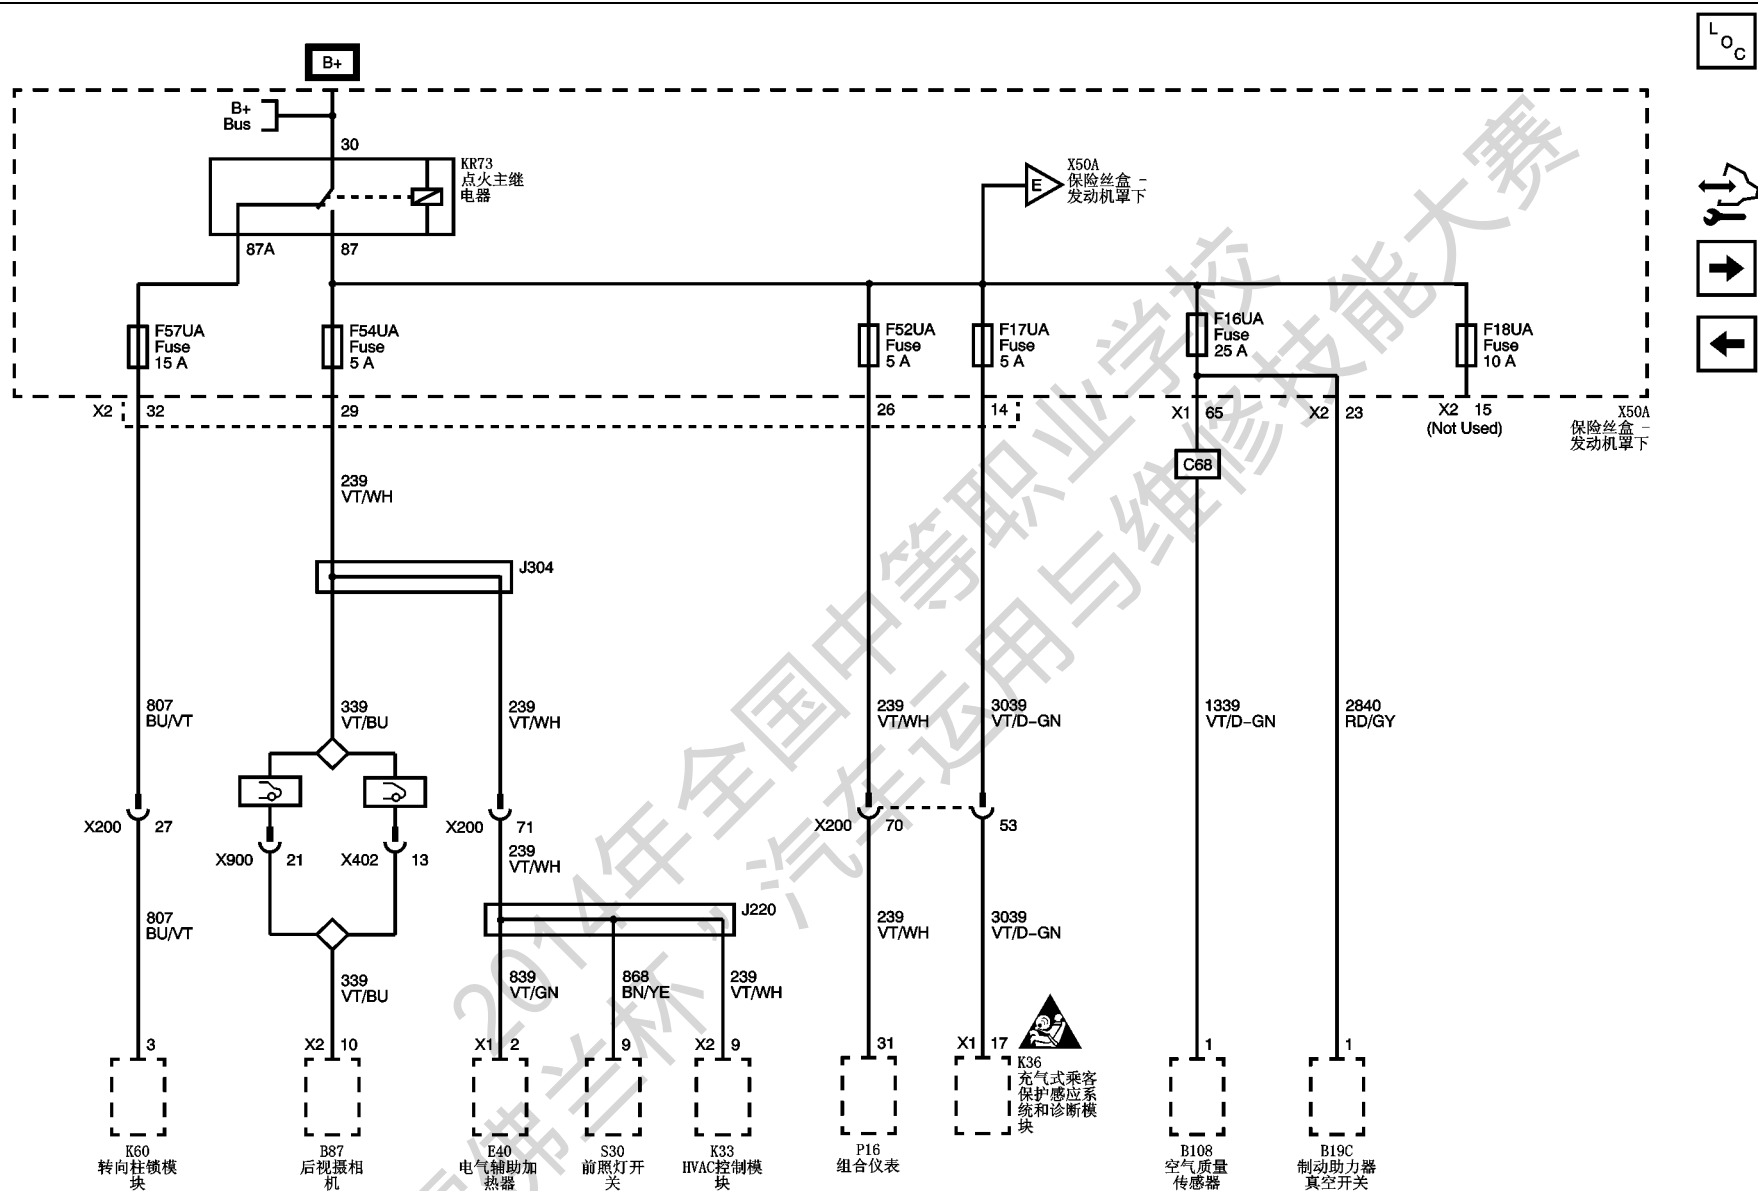 L
O
C
B+
B+
Bus
30
KR73
点火主继
电器
X50A
保险丝盒 -
发动机罩下
E
87A
87
F57UA
Fuse
15 A
F54UA
Fuse
5 A
F52UA
Fuse
5 A
F17UA
Fuse
5 A
F16UA
Fuse
25 A
F18UA
Fuse
10 A
X2
32
29
26
14
X1
65
X2
23
X2 15
(Not Used)
X50A
保险丝盒 -
发动机罩下
C68
239
VT/WH
J304
807
BU/VT
339
VT/BU
239
VT/WH
239
VT/WH
3039
VT/D-GN
1339
VT/D-GN
2840
RD/GY
X200
27
X900
21
X402
13
X200
71
X200
70
53
239
VT/WH
J220
807
BU/VT
339
VT/BU
839
VT/GN
868
BN/YE
239
VT/WH
239
VT/WH
3039
VT/D-GN
3
X2
10
X1
2
9
X2
9
31
X1
17
1
1
K36
充气式乘客
保护感应系
统和诊断模
块
K60
转向柱锁模
块
B87
后视摄相
机
E40
电气辅助加
热器
S30
前照灯开
关
K33
HVAC控制模
块
P16
组合仪表
B108
空气质量
传感器
B19C
制动助力器
真空开关
2014年全国中等职业学校
佛兰杯”汽车运用与维修技能大赛